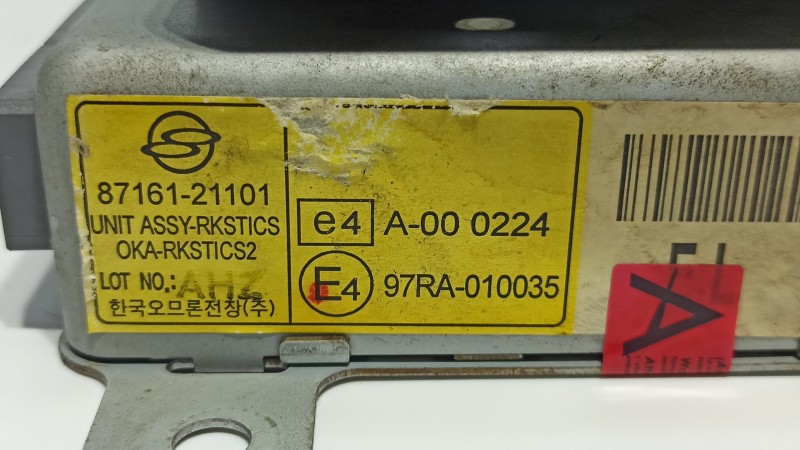 87161-21101
UNIT ASSY-RKSTICS
OKA-RKSTICS2
LOT NO.:
한국오므론전장(주)
e4 A-00 0224
E4 97RA-010035
A